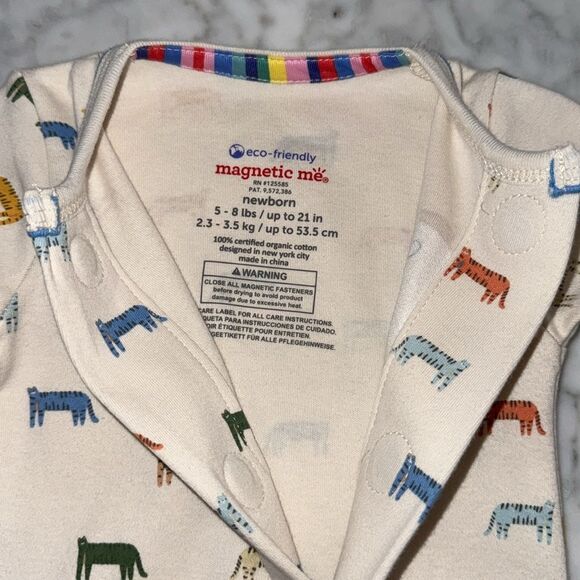 eco-friendly
magnetic me®
RN #125585
PAT. 9,572,386
newborn
5 - 8 lbs / up to 21 in
2.3 - 3.5 kg / up to 53.5 cm
100% certified organic cotton
designed in new york city
made in china
WARNING
CLOSE ALL MAGNETIC FASTENERS
before drying to avoid product
damage due to excessive heat.
CARE LABEL FOR ALL CARE INSTRUCTIONS.
QUETA PARA INSTRUCCIONES DE CUIDADO.
OIR ÉTIQUETTE POUR ENTRETIEN.
GEETIKETT FÜR ALLE PFLEGEHINWEISE.